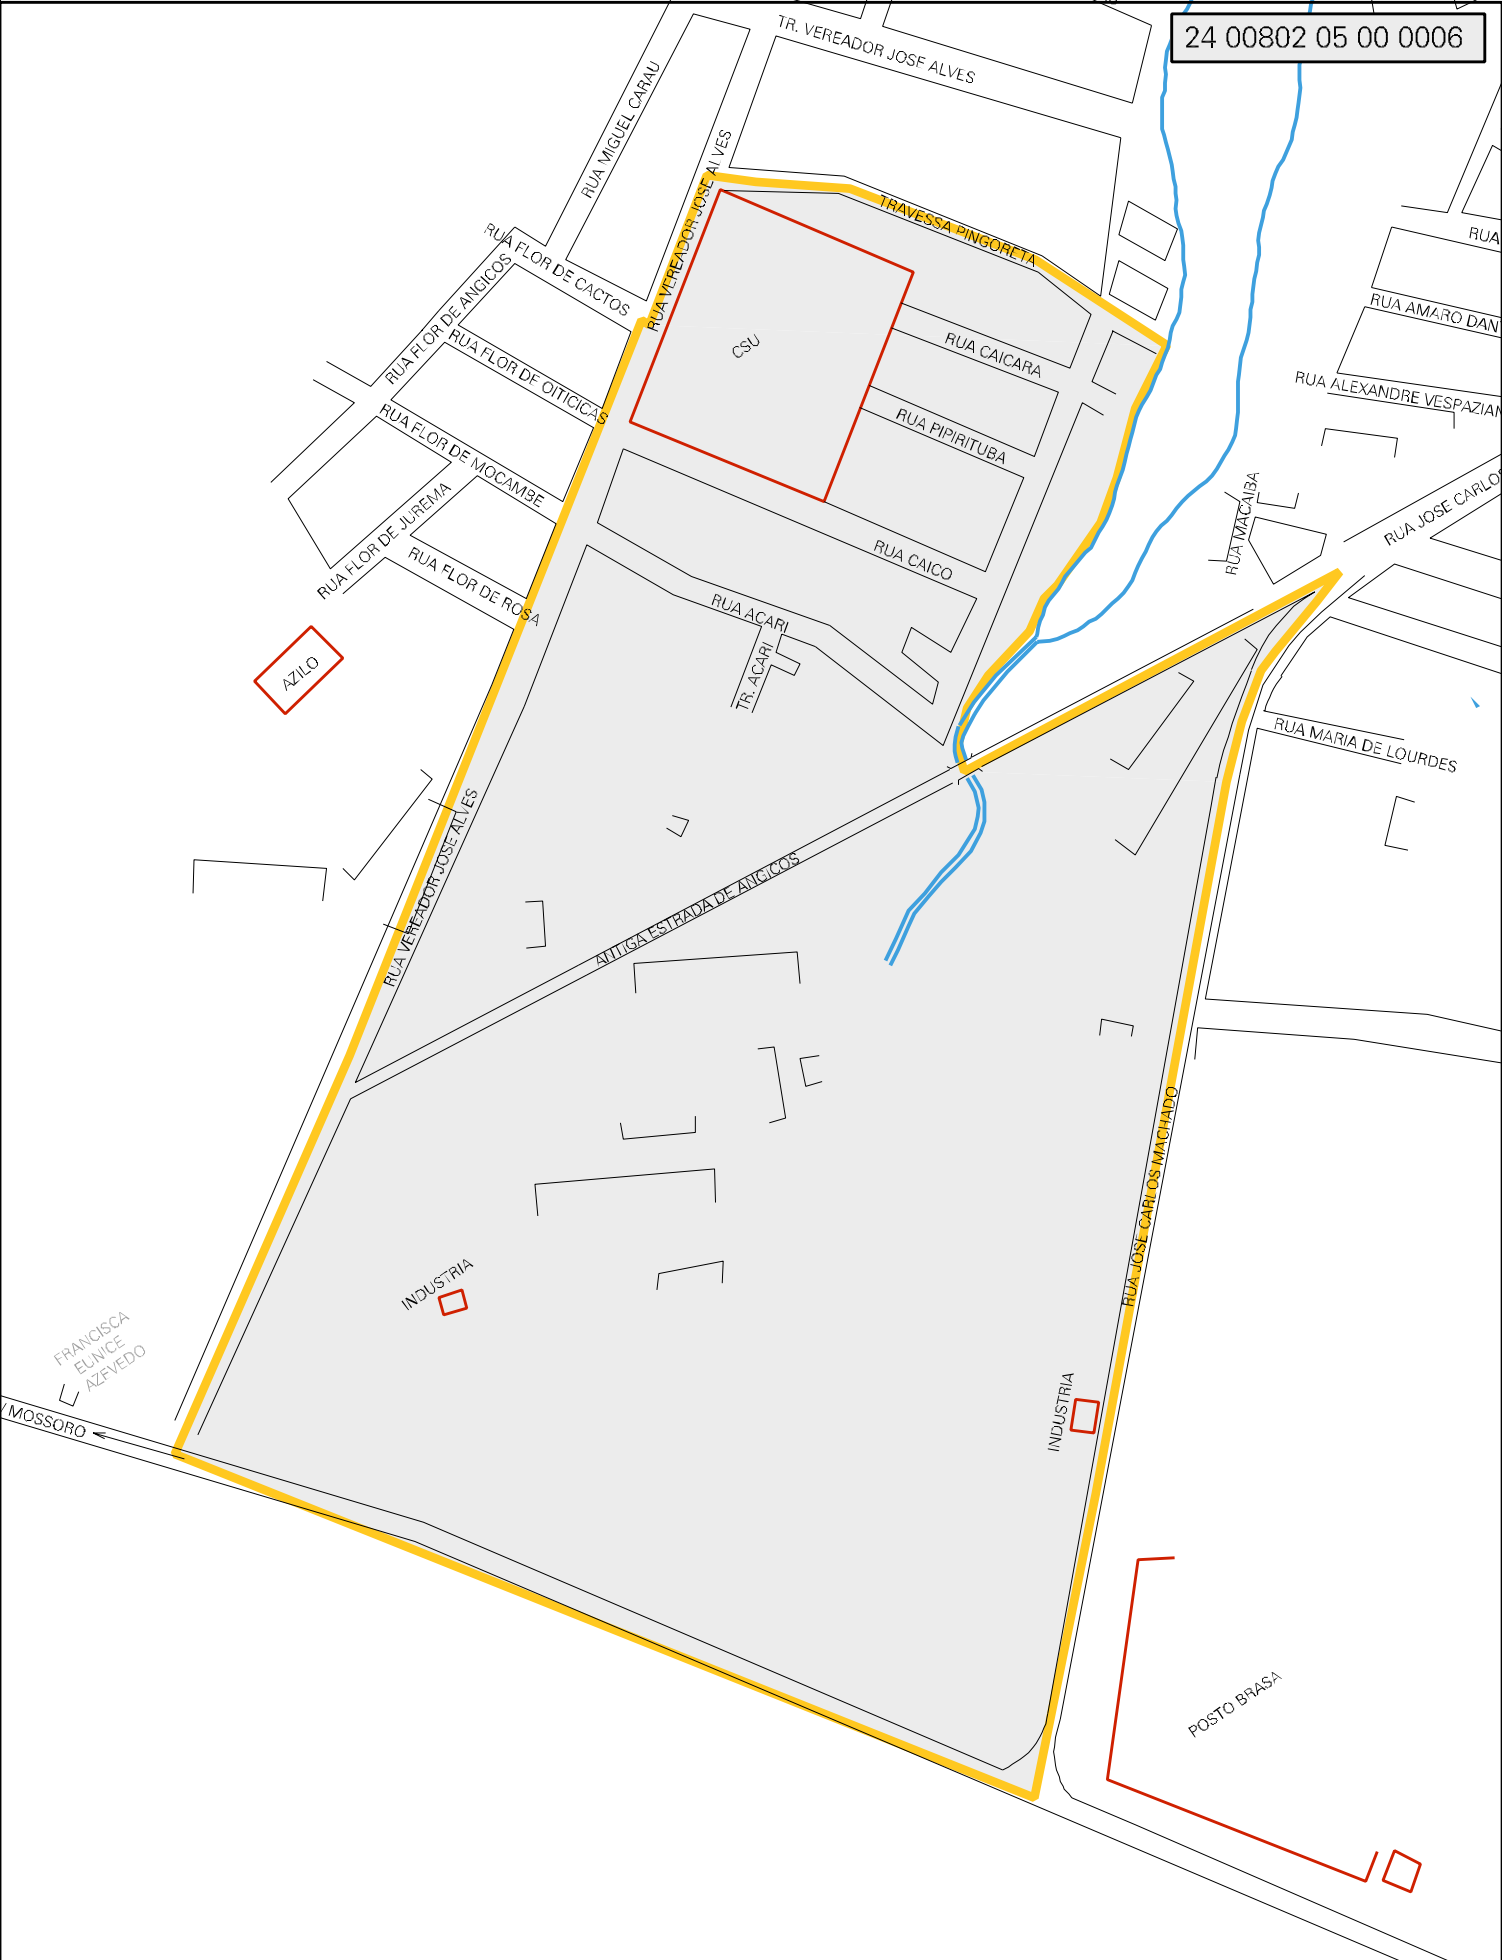 24 00802 05 00 0006
TR. VEREADOR JOSE ALVES
RUA MIGUEL CARAU
RUA VEREADOR JOSE ALVES
TRAVESSA PINGORETA
RUA FLOR DE CACTOS
RUA FLOR DE ANGICOS
RUA
RUA AMARO DAN
RUA CAICARA
CSU
RUA FLOR DE OITICICAS
RUA ALEXANDRE VESPAZIAN
RUA PIPIRITUBA
RUA FLOR DE MOCAMBE
RUA JOSE CARLOS
RUA MACAIBA
RUA FLOR DE JUREMA
RUA CAICO
RUA FLOR DE ROSA
RUA ACARI
TR. ACARI
AZILO
RUA MARIA DE LOURDES
RUA VEREADOR JOSE ALVES
ANTIGA ESTRADA DE ANGICOS
RUA JOSE CARLOS MACHADO
INDUSTRIA
FRANCISCA
EUNICE
AZEVEDO
/ MOSSORO
INDUSTRIA
POSTO BRASA